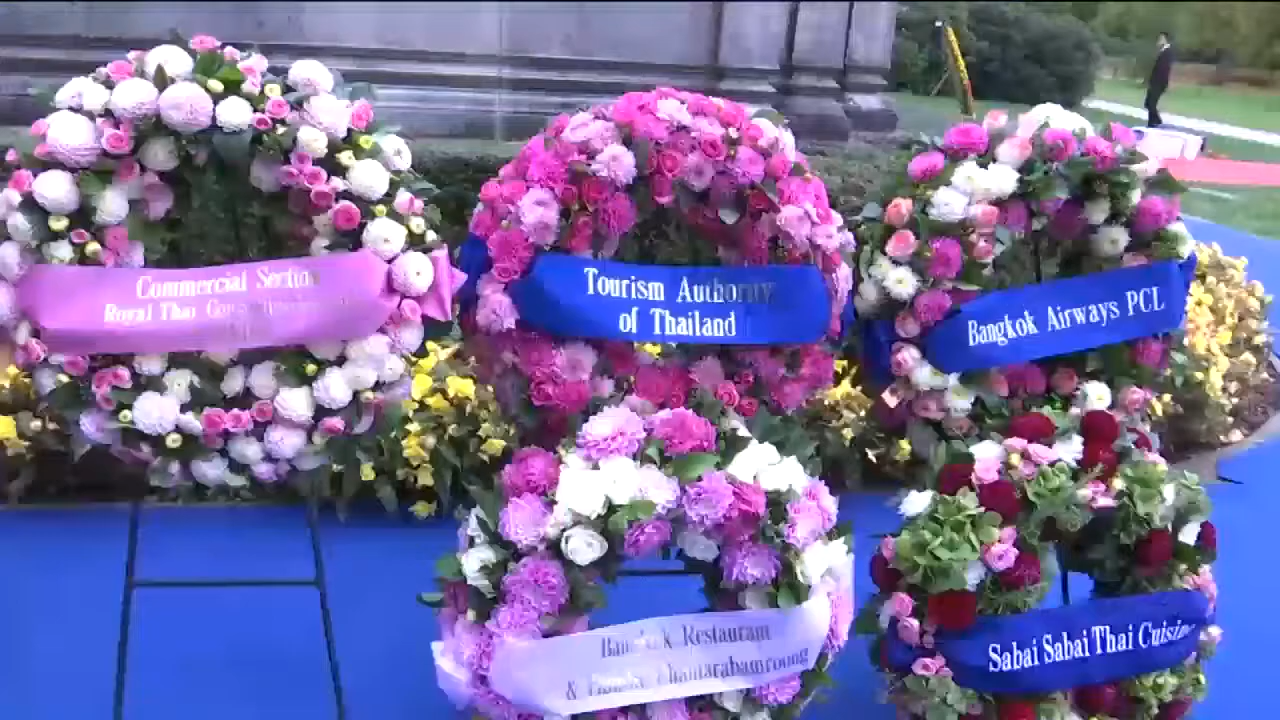 Commercial Section
Royal Thai
Tourism Authority
of Thailand
Bangkok Airways PCL
Bangkok Restaurant
&
Sabai Sabai Thai Cuisine